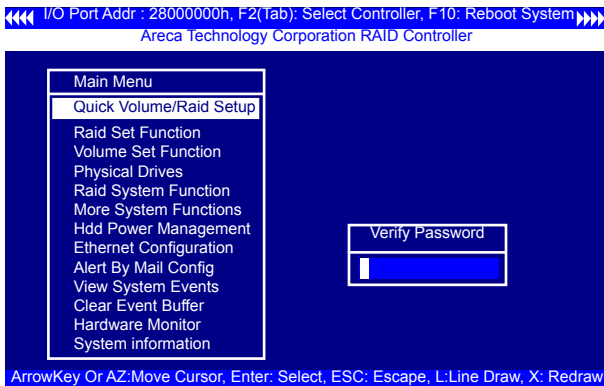 I/O Port Addr : 28000000h, F2(Tab): Select Controller, F10: Reboot System
Areca Technology Corporation RAID Controller
Main Menu
Quick Volume/Raid Setup
Raid Set Function
Volume Set Function
Physical Drives
Raid System Function
More System Functions
Hdd Power Management
Ethernet Configuration
Alert By Mail Config
View System Events
Clear Event Buffer
Hardware Monitor
System information
Verify Password
ArrowKey Or AZ:Move Cursor, Enter: Select, ESC: Escape, L:Line Draw, X: Redraw